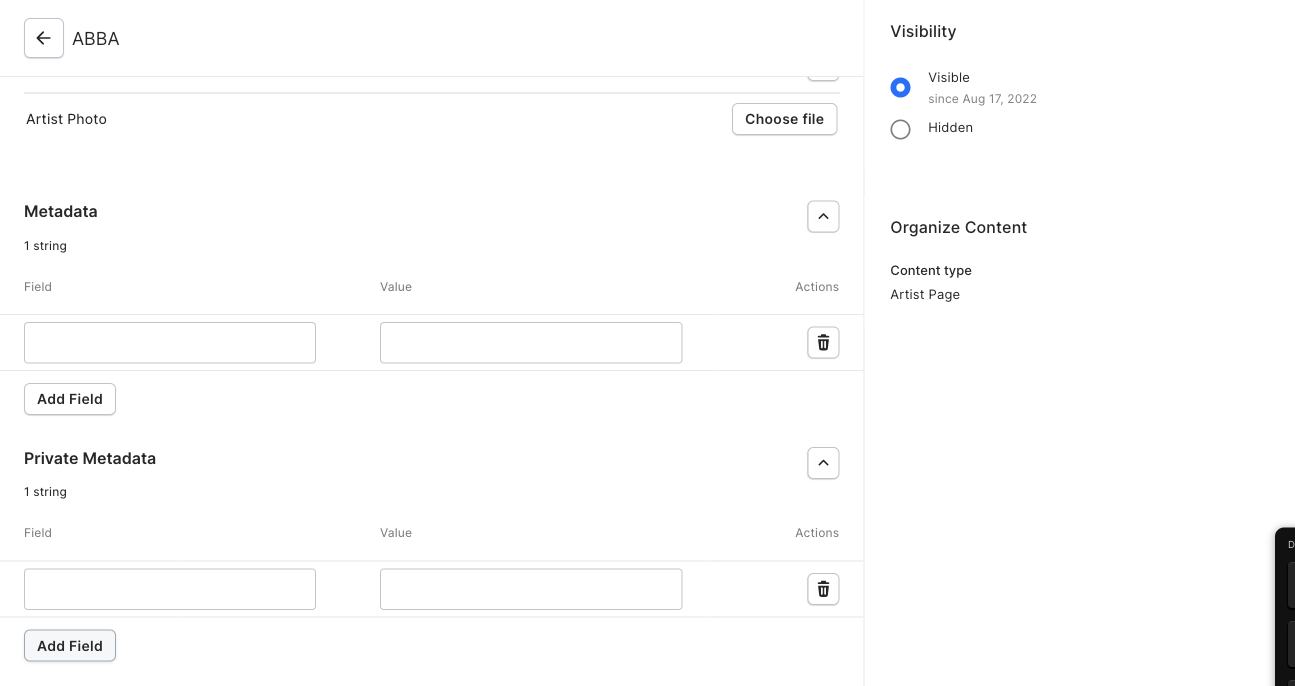 ABBA
Artist Photo
Choose file
Metadata
1 string
Field Value Actions
Add Field
Private Metadata
1 string
Field Value Actions
Add Field
Visibility
Visible
since Aug 17, 2022
Hidden
Organize Content
Content type
Artist Page
D